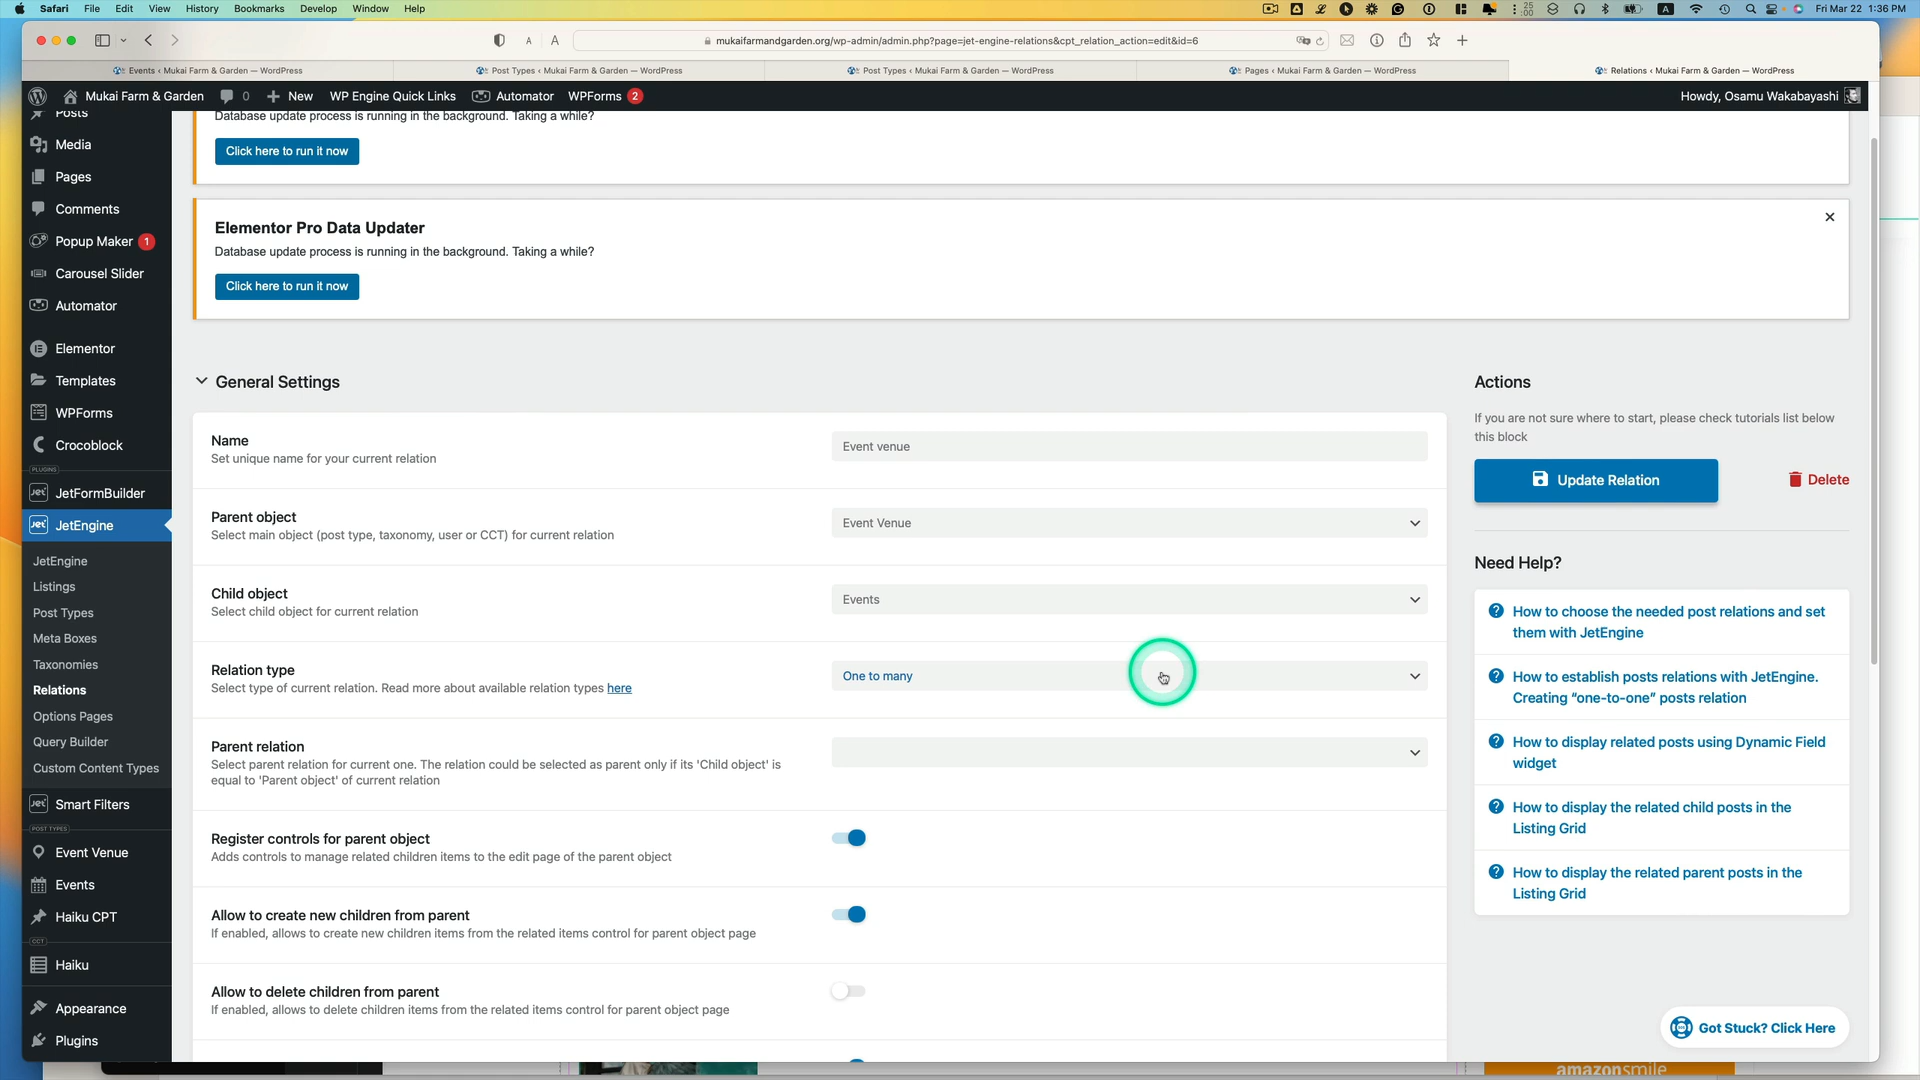 Safari File Edit View History Bookmarks Develop Window Help
Fri Mar 22 1:36 PM
mukaifarmandgarden.org/wp-admin/admin.php?page=jet-engine-relations&cpt_relation_action=edit&id=6
Events ‹ Mukai Farm & Garden — WordPress
Post Types ‹ Mukai Farm & Garden — WordPress
Post Types ‹ Mukai Farm & Garden — WordPress
Pages ‹ Mukai Farm & Garden — WordPress
Relations ‹ Mukai Farm & Garden — WordPress
Mukai Farm & Garden 0 New WP Engine Quick Links Automator WPForms 2
Howdy, Osamu Wakabayashi
Posts
Media
Pages
Comments
Popup Maker 1
Carousel Slider
Automator
Elementor
Templates
WPForms
Crocoblock
PLUGINS
JetFormBuilder
JetEngine
JetEngine
Listings
Post Types
Meta Boxes
Taxonomies
Relations
Options Pages
Query Builder
Custom Content Types
Smart Filters
POST TYPES
Event Venue
Events
Haiku CPT
CCT
Haiku
Appearance
Plugins
Database update process is running in the background. Taking a while?
Click here to run it now
Elementor Pro Data Updater
Database update process is running in the background. Taking a while?
Click here to run it now
General Settings
Name
Set unique name for your current relation
Event venue
Parent object
Select main object (post type, taxonomy, user or CCT) for current relation
Event Venue
Child object
Select child object for current relation
Events
Relation type
Select type of current relation. Read more about available relation types here
One to many
Parent relation
Select parent relation for current one. The relation could be selected as parent only if its 'Child object' is
equal to 'Parent object' of current relation
Register controls for parent object
Adds controls to manage related children items to the edit page of the parent object
Allow to create new children from parent
If enabled, allows to create new children items from the related items control for parent object page
Allow to delete children from parent
If enabled, allows to delete children items from the related items control for parent object page
Actions
If you are not sure where to start, please check tutorials list below
this block
Update Relation
Delete
Need Help?
How to choose the needed post relations and set
them with JetEngine
How to establish posts relations with JetEngine.
Creating “one-to-one” posts relation
How to display related posts using Dynamic Field
widget
How to display the related child posts in the
Listing Grid
How to display the related parent posts in the
Listing Grid
Got Stuck? Click Here
amazonsmile